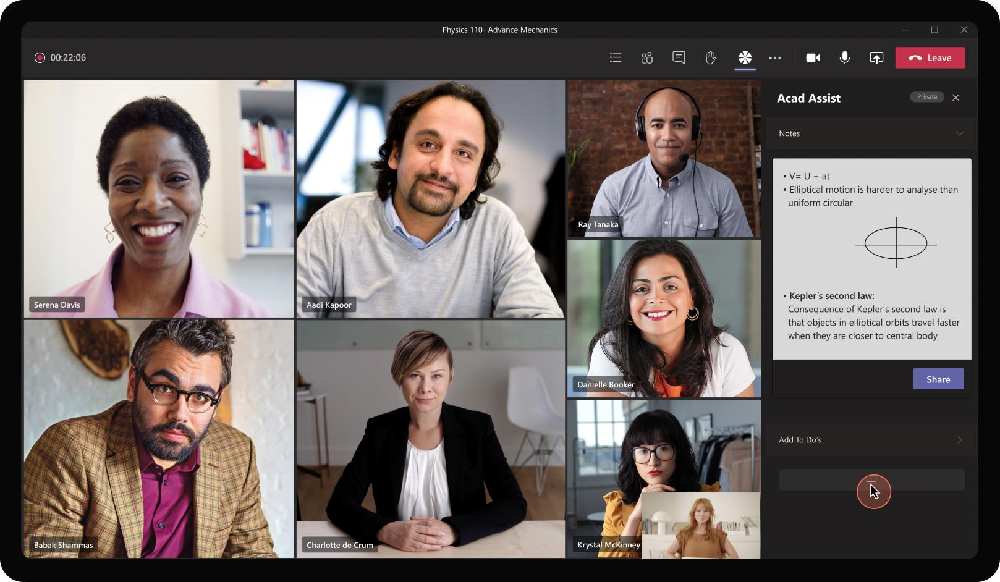 Physics 110- Advance Mechanics
00:22:06
Leave
Serena Davis
Aadi Kapoor
Ray Tanaka
Danielle Booker
Babak Shammas
Charlotte de Crum
Krystal McKinney
Acad Assist
Private
Notes
• V= U + at
• Elliptical motion is harder to analyse than
uniform circular
• Kepler's second law:
Consequence of Kepler's second law is
that objects in elliptical orbits travel faster
when they are closer to central body
Share
Add To Do's